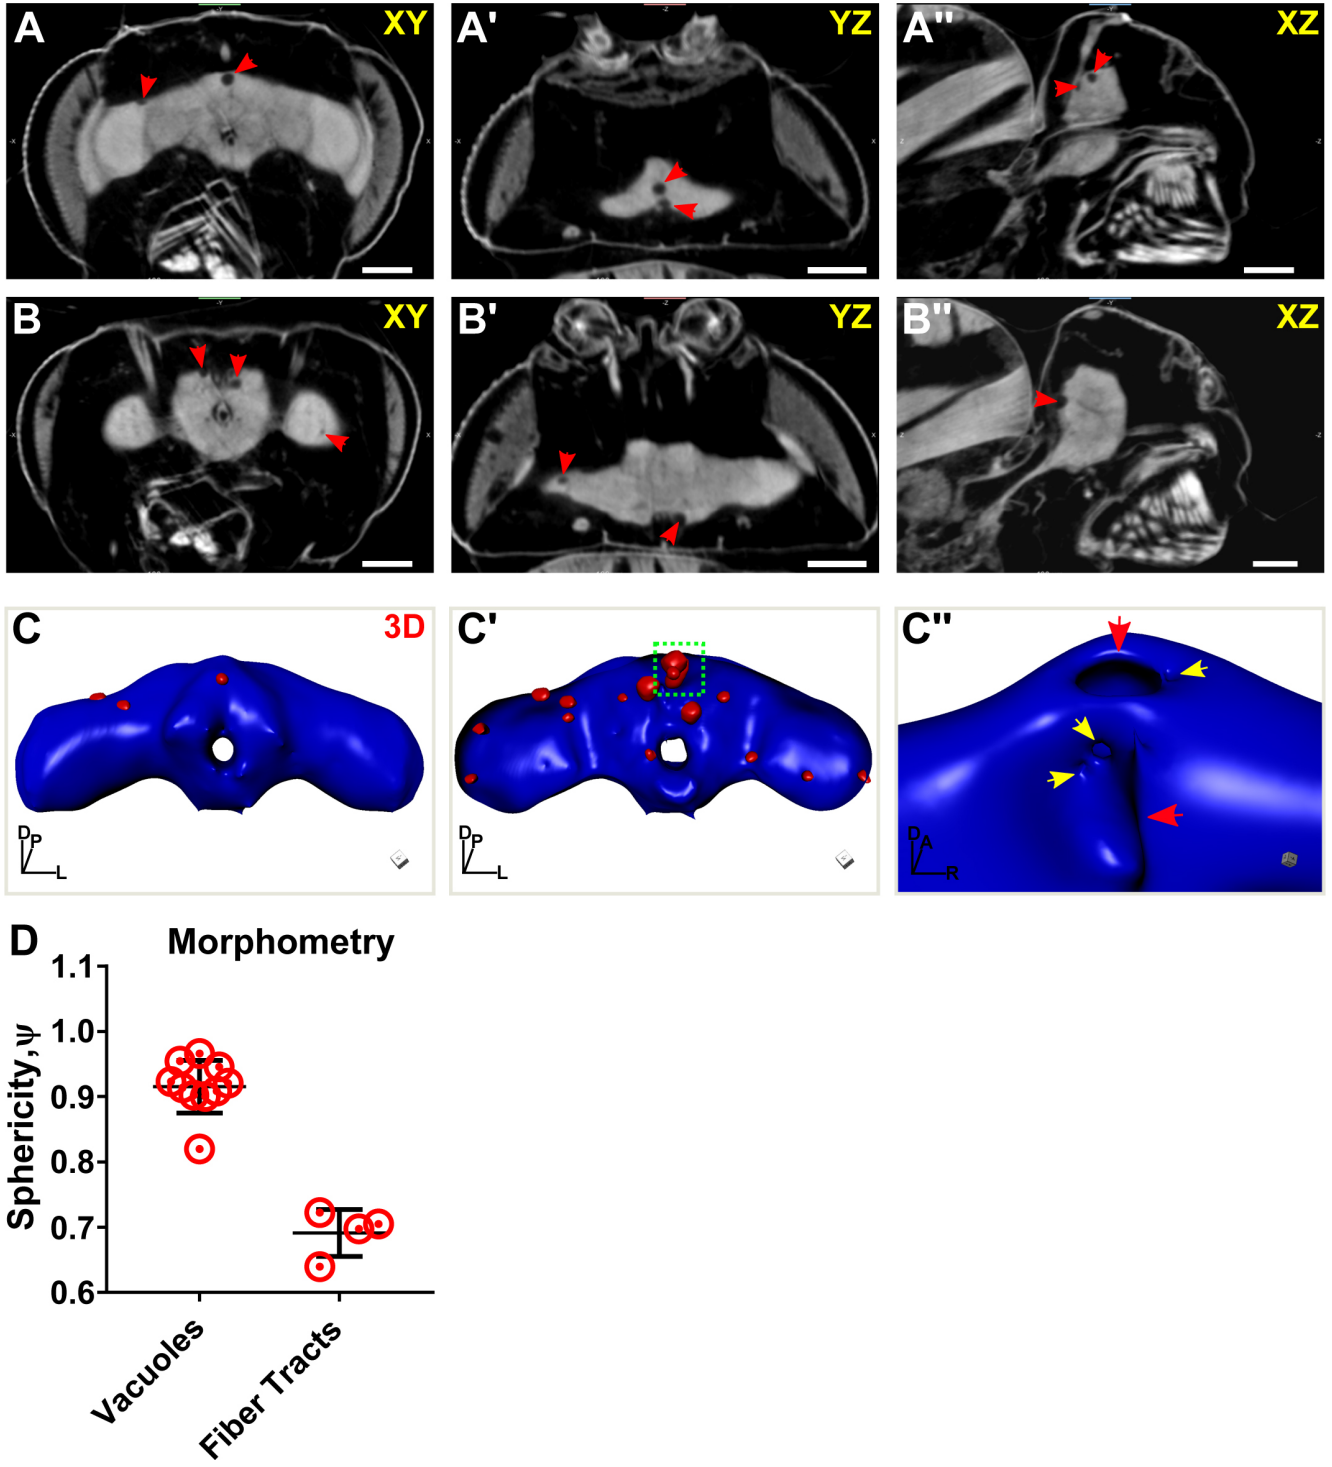 A XY
A' YZ
A'' XZ
B XY
B' YZ
B'' XZ
C 3D
D P L
C'
D P L
C''
D A R
D Morphometry
Sphericity,ψ
1.1
1.0
0.9
0.8
0.7
0.6
Vacuoles
Fiber Tracts